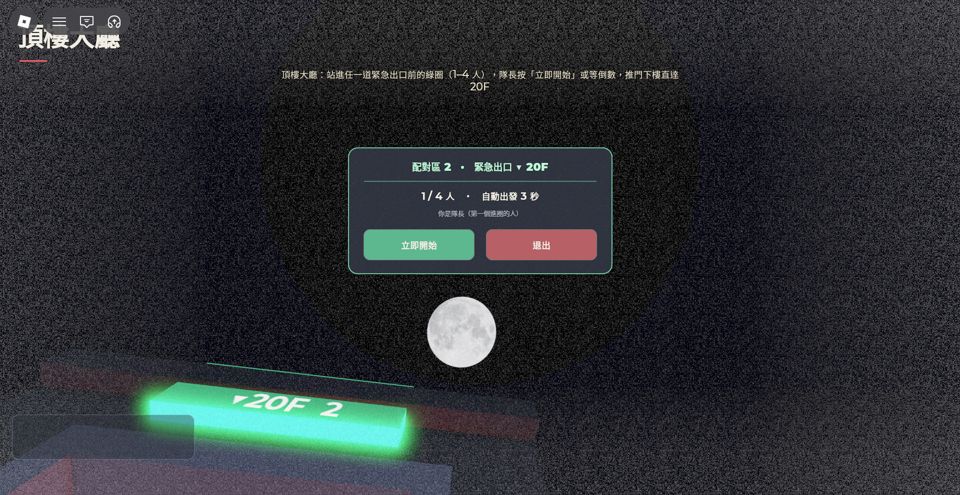 頂樓大廳
頂樓大廳：站進任一道緊急出口前的綠圈（1–4 人），隊長按「立即開始」或等倒數，推門下樓直達
20F
配對區 2 • 緊急出口 ▼ 20F
1 / 4 人 · 自動出發 3 秒
你是隊長（第一個進圈的人）
立即開始
退出
▼20F 2